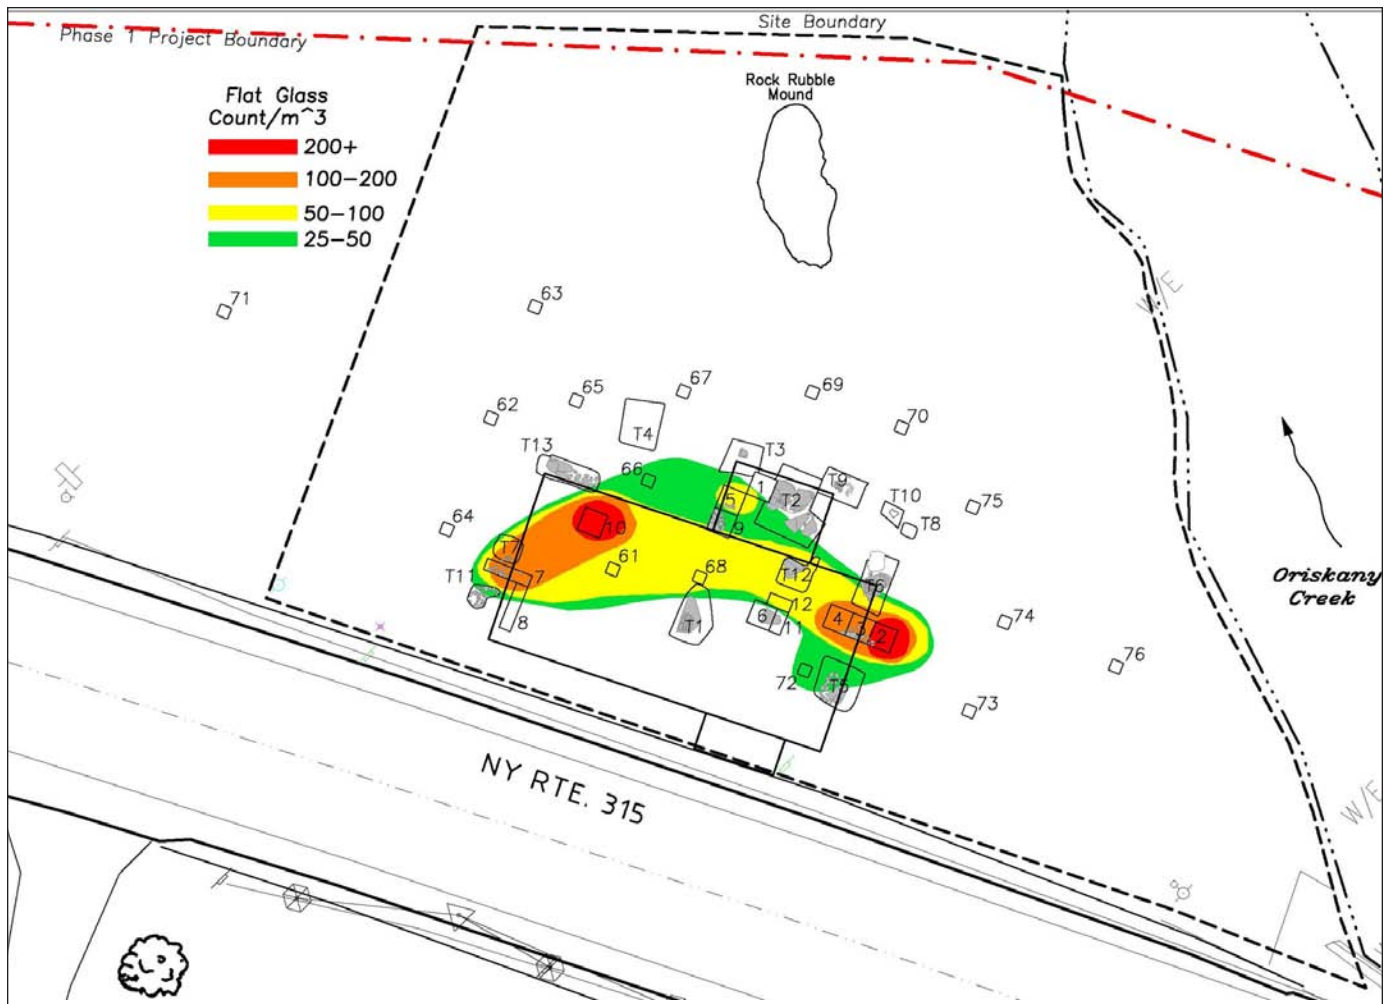 Site Boundary
Phase 1 Project Boundary
Rock Rubble
Mound
Flat Glass
Count/m^3
200+
100-200
50-100
25-50
W/E
71
63
67
69
65
62
70
T4
T13
T3
66
T9
1
5
T2
T10
75
64
10
9
T8
T7
61
68
T12
T6
Oriskany
Creek
T11
7
12
8
T1
6
11
4
3
2
74
76
72
T5
73
NY RTE. 315
W/E